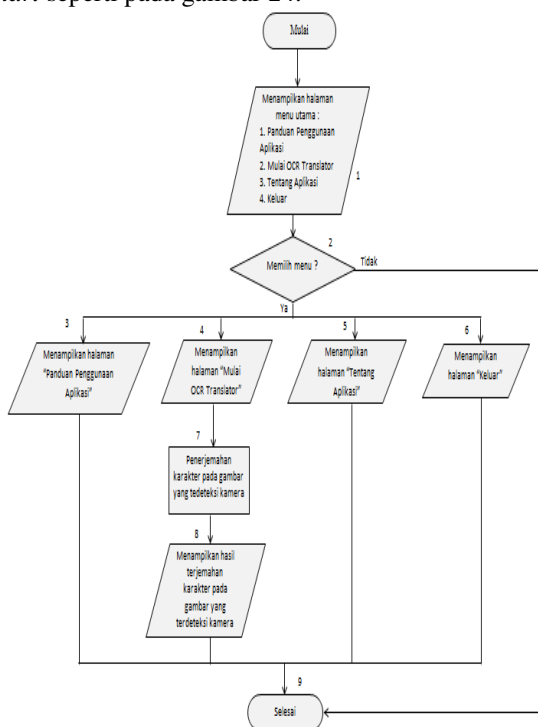 seperti pada gambar 24.
Mulai
Menampilkan halaman
menu utama :
1. Panduan Penggunaan
Aplikasi
2. Mulai OCR Translator
3. Tentang Aplikasi
4. Keluar
1
2
Memilih menu ?
Tidak
Ya
3
4
5
6
Menampilkan halaman
"Panduan Penggunaan
Aplikasi"
Menampilkan
halaman "Mulai
OCR Translator"
Menampilkan
halaman "Tentang
Aplikasi"
Menampilkan
halaman "Keluar"
7
Penerjemahan
karakter pada gambar
yang tedeteksi kamera
8
Menampilkan hasil
terjemahan
karakter pada
gambar yang
terdeteksi kamera
9
Selesai